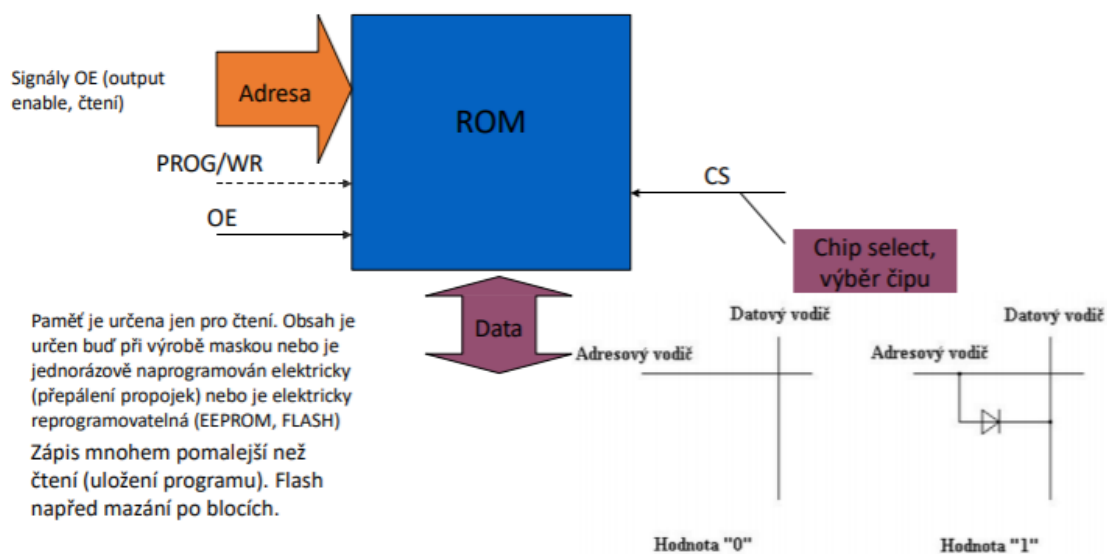 Signály OE (output
enable, čtení)
Adresa
ROM
PROG/WR
OE
CS
Chip select,
výběr čipu
Data
Paměť je určena jen pro čtení. Obsah je
určen buď při výrobě maskou nebo je
jednorázově naprogramován elektricky
(přepálení propojek) nebo je elektricky
reprogramovatelná (EEPROM, FLASH)
Zápis mnohem pomalejší než
čtení (uložení programu). Flash
napřed mazání po blocích.
Datový vodič
Adresový vodič
Hodnota "0"
Datový vodič
Adresový vodič
Hodnota "1"